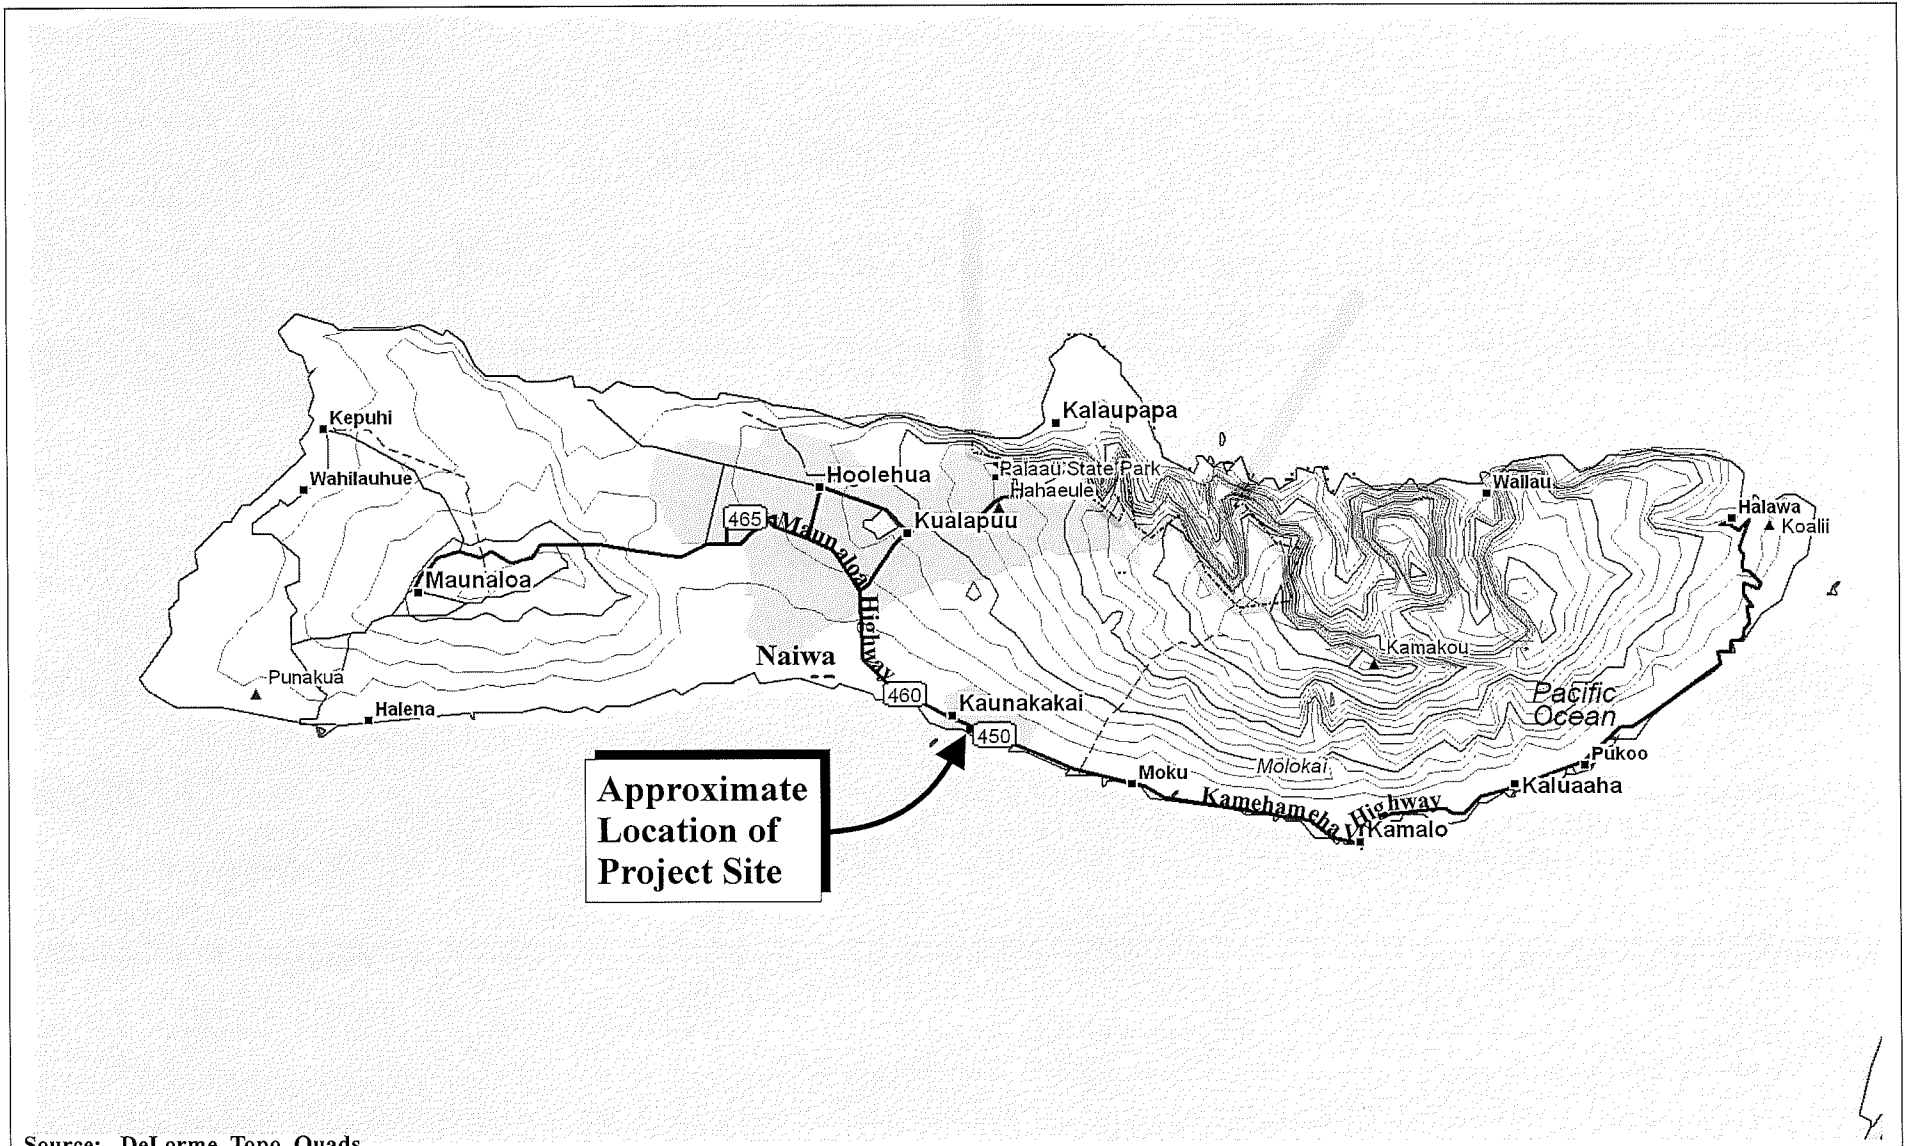 Kepuhi
Wahilauhue
Kalaupapa
Hoolehua
Palaau State Park
Hahaeule
Wailau
Halawa
Koalii
465
Maunaloa Highway
Kualapuu
Maunaloa
Naiwa
Kamakou
Punakua
Halena
460
Kaunakakai
450
Pacific
Ocean
Approximate
Location of
Project Site
Moku
Molokai
Pukoo
Kaluaaha
Kamehameha V Highway
Kamalo
Source: DeLorme Topo Quads